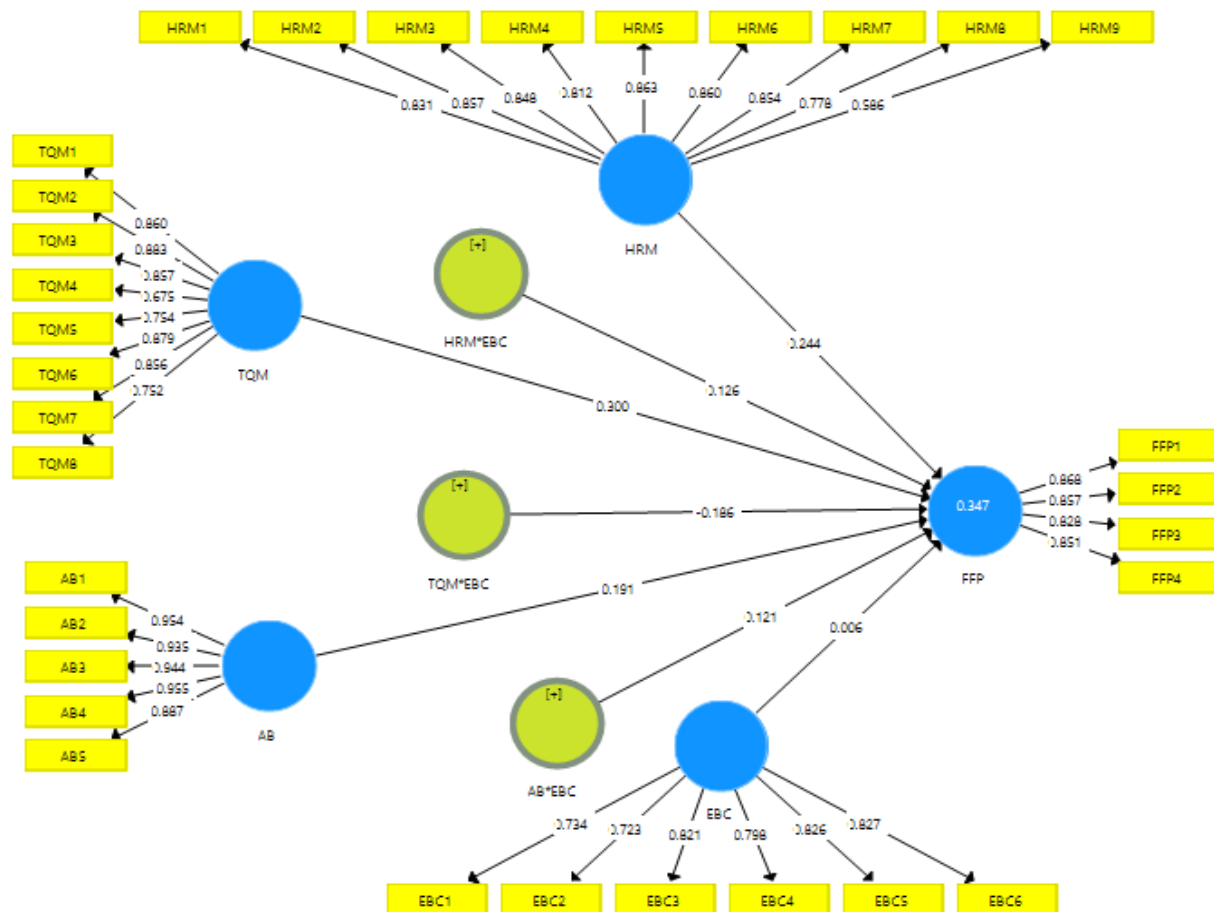 HRM1
HRM2
HRM3
HRM4
HRM5
HRM6
HRM7
HRM8
HRM9
0.831
0.857
0.848
0.812
0.863
0.860
0.854
0.778
0.586
HRM
TQM1
TQM2
TQM3
TQM4
TQM5
TQM6
TQM7
TQM8
0.860
0.883
0.857
0.675
0.754
0.879
0.856
0.752
TQM
[+]
HRM*EBC
0.244
0.126
0.300
[+]
TQM*EBC
-0.186
0.347
FFP
0.868
0.857
0.828
0.851
FFP1
FFP2
FFP3
FFP4
AB1
AB2
AB3
AB4
AB5
0.954
0.935
0.944
0.955
0.887
AB
0.191
0.121
0.006
[+]
AB*EBC
EBC
0.734
0.723
0.821
0.798
0.826
0.827
EBC1
EBC2
EBC3
EBC4
EBC5
EBC6